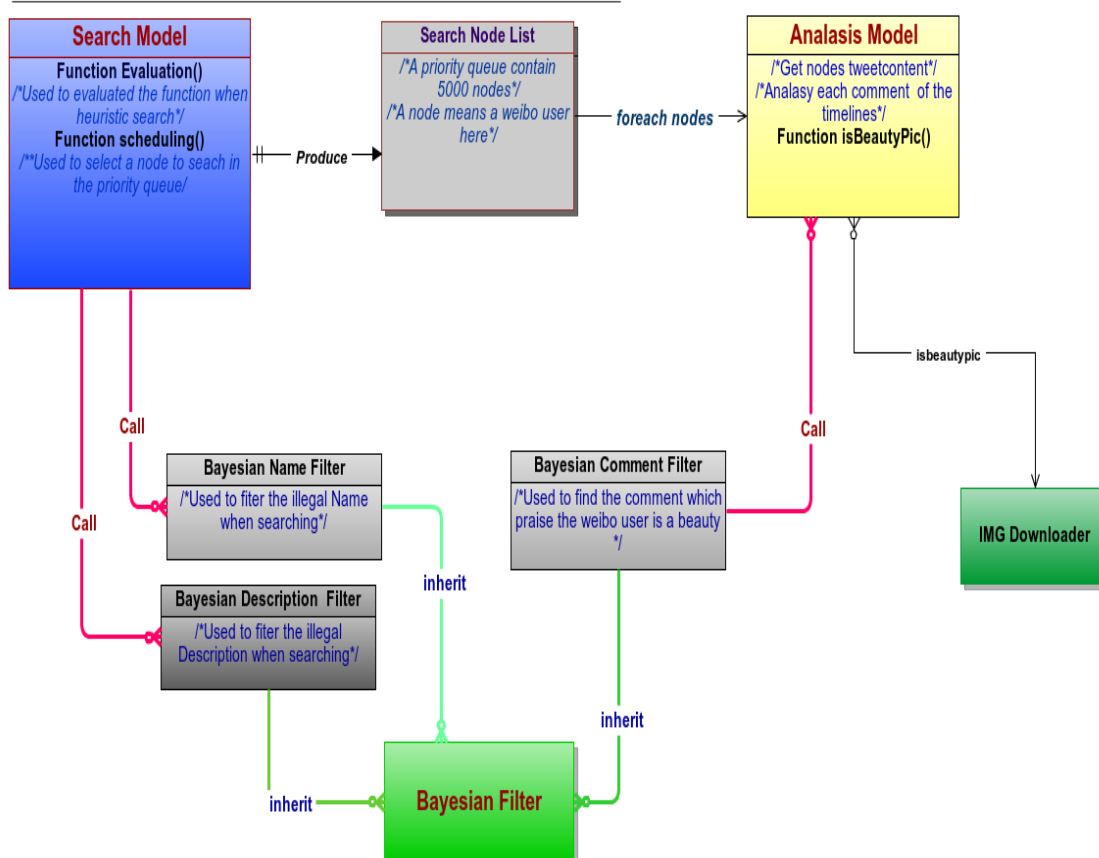 Search Model
Function Evaluation()
/*Used to evaluated the function when
heuristic search*/
Function scheduling()
/**Used to select a node to seach in
the priority queue/
Produce
Search Node List
/*A priority queue contain
5000 nodes*/
/*A node means a weibo user
here*/
foreach nodes
Analasis Model
/*Get nodes tweetcontent*/
/*Analasy each comment of the
timelines*/
Function isBeautyPic()
isbeautypic
IMG Downloader
Call
Call
Call
Bayesian Name Filter
/*Used to fiter the illegal Name
when searching*/
Bayesian Comment Filter
/*Used to find the comment which
praise the weibo user is a beauty
*/
Bayesian Description Filter
/*Used to fiter the illegal
Description when searching*/
inherit
inherit
inherit
Bayesian Filter